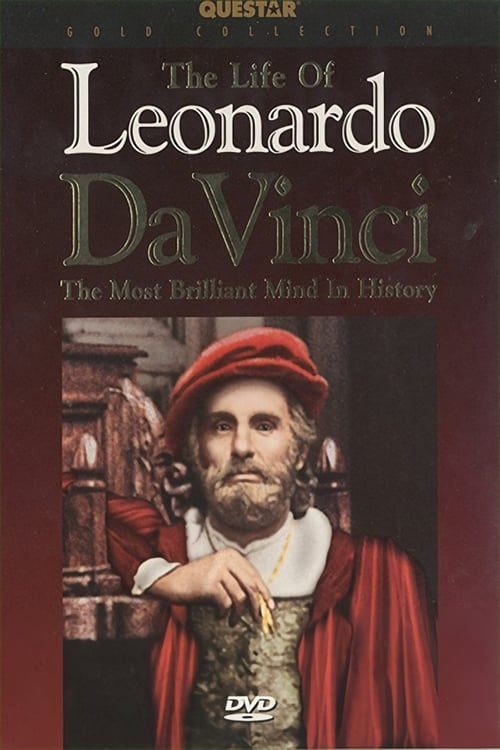 QUESTAR®
GOLD COLLECTION
The Life Of
Leonardo
Da Vinci
The Most Brilliant Mind In History
DVD